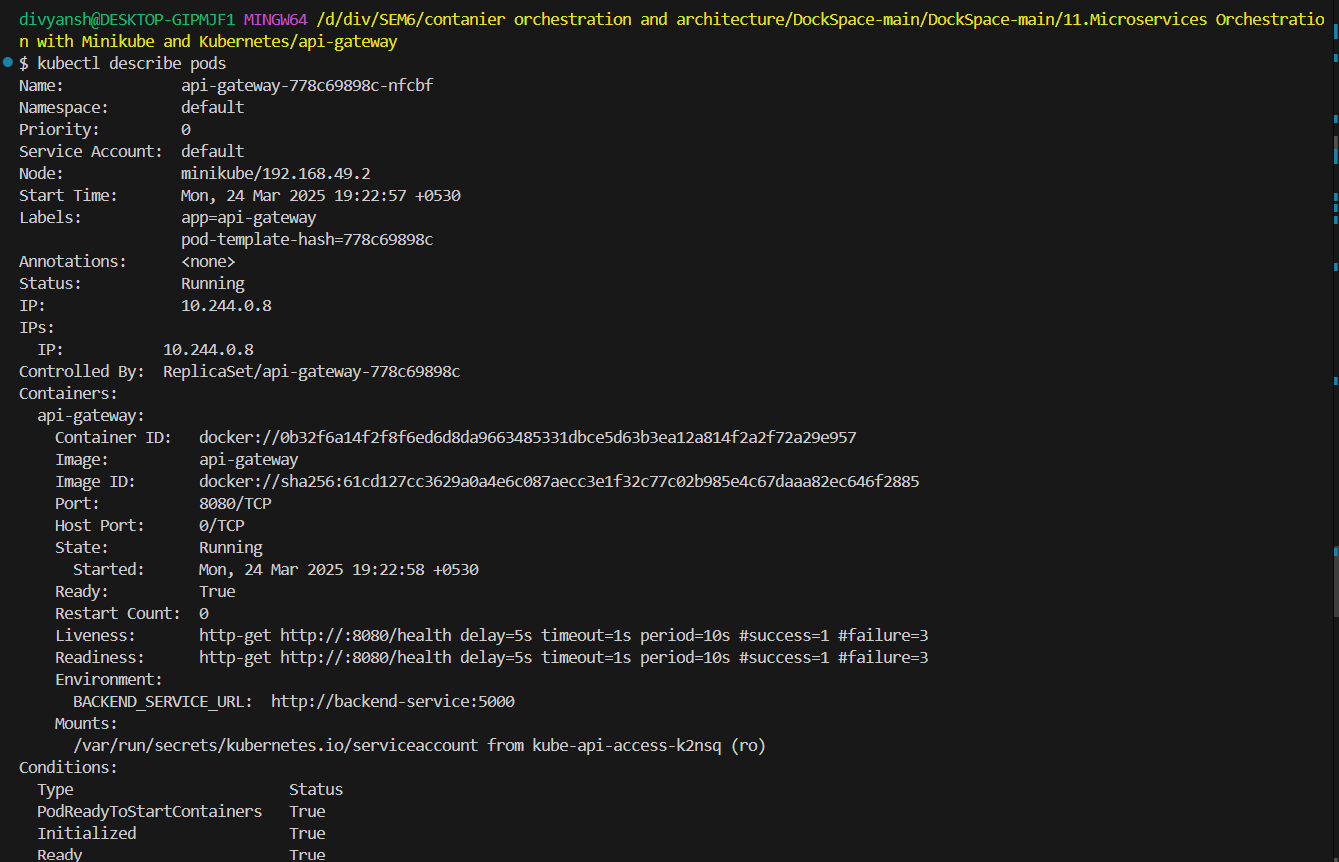 divyansh@DESKTOP-GIPMJF1 MINGW64 /d/div/SEM6/contanier orchestration and architecture/DockSpace-main/DockSpace-main/11.Microservices Orchestratio
n with Minikube and Kubernetes/api-gateway
$ kubectl describe pods
Name:             api-gateway-778c69898c-nfcbf
Namespace:        default
Priority:         0
Service Account:  default
Node:             minikube/192.168.49.2
Start Time:       Mon, 24 Mar 2025 19:22:57 +0530
Labels:           app=api-gateway
                  pod-template-hash=778c69898c
Annotations:      <none>
Status:           Running
IP:               10.244.0.8
IPs:
  IP:           10.244.0.8
Controlled By:  ReplicaSet/api-gateway-778c69898c
Containers:
  api-gateway:
    Container ID:   docker://0b32f6a14f2f8f6ed6d8da9663485331dbce5d63b3ea12a814f2a2f72a29e957
    Image:          api-gateway
    Image ID:       docker://sha256:61cd127cc3629a0a4e6c087aecc3e1f32c77c02b985e4c67daaa82ec646f2885
    Port:           8080/TCP
    Host Port:      0/TCP
    State:          Running
      Started:      Mon, 24 Mar 2025 19:22:58 +0530
    Ready:          True
    Restart Count:  0
    Liveness:       http-get http://:8080/health delay=5s timeout=1s period=10s #success=1 #failure=3
    Readiness:      http-get http://:8080/health delay=5s timeout=1s period=10s #success=1 #failure=3
    Environment:
      BACKEND_SERVICE_URL:  http://backend-service:5000
    Mounts:
      /var/run/secrets/kubernetes.io/serviceaccount from kube-api-access-k2nsq (ro)
Conditions:
  Type                        Status
  PodReadyToStartContainers   True
  Initialized                 True
  Ready                       True